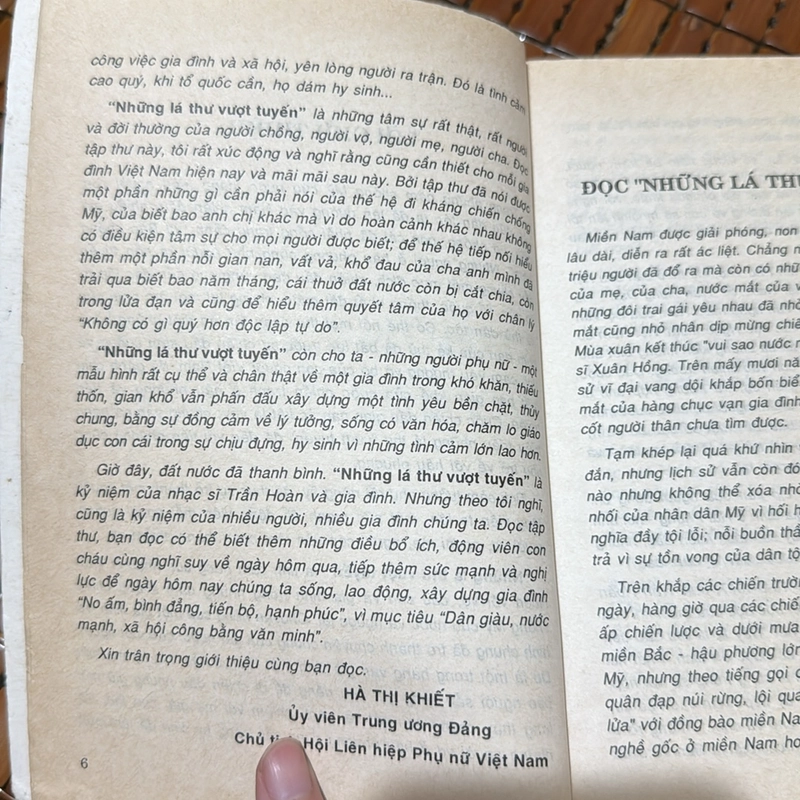 công việc gia đình và xã hội, yên lòng người ra trận. Đó là tình cảm
cao quý, khi tổ quốc cần, họ dám hy sinh...
“Những lá thư vượt tuyến” là những tâm sự rất thật, rất người
và đời thường của người chồng, người vợ, người mẹ, người cha. Đọc
tập thư này, tôi rất xúc động và nghĩ rằng cũng cần thiết cho mỗi gia
đình Việt Nam hiện nay và mãi mãi sau này. Bởi tập thư đã nói được
một phần những gì cần phải nói của thế hệ đi kháng chiến chống
Mỹ, của biết bao anh chị khác mà vì do hoàn cảnh khác nhau không
có điều kiện tâm sự cho mọi người được biết; để thế hệ tiếp nối hiểu
thêm một phần nỗi gian nan, vất vả, khổ đau của cha anh mình đã
trải qua biết bao năm tháng, cái thuở đất nước còn bị cắt chia, còn
trong lửa đạn và cũng để hiểu thêm quyết tâm của họ với chân lý
“Không có gì quý hơn độc lập tự do”.
“Những lá thư vượt tuyến” còn cho ta - những người phụ nữ - một
mẫu hình rất cụ thể và chân thật về một gia đình trong khó khăn, thiếu
thốn, gian khổ vẫn phấn đấu xây dựng một tình yêu bền chặt, thủy
chung, bằng sự đồng cảm về lý tưởng, sống có văn hóa, chăm lo giáo
dục con cái trong sự chịu đựng, hy sinh vì những tình cảm lớn lao hơn.
Giờ đây, đất nước đã thanh bình. “Những lá thư vượt tuyến” là
kỷ niệm của nhạc sĩ Trần Hoàn và gia đình. Nhưng theo tôi nghĩ,
cũng là kỷ niệm của nhiều người, nhiều gia đình chúng ta. Đọc tập
thư, bạn đọc có thể biết thêm những điều bổ ích, động viên con
cháu cùng nghĩ suy về ngày hôm qua, tiếp thêm sức mạnh và nghị
lực để ngày hôm nay chúng ta sống, lao động, xây dựng gia đình
“No ấm, bình đẳng, tiến bộ, hạnh phúc”, vì mục tiêu “Dân giàu, nước
mạnh, xã hội công bằng văn minh”.
Xin trân trọng giới thiệu cùng bạn đọc.
HÀ THỊ KHIẾT
Ủy viên Trung ương Đảng
Chủ Hội Liên hiệp Phụ nữ Việt Nam
6
ĐỌC "NHỮNG LÁ THƯ
Miền Nam được giải phóng, non
lâu dài, diễn ra rất ác liệt. Chẳng
triệu người đã đổ ra mà còn có
của mẹ, của cha, nước mắt của
những đôi trai gái yêu nhau đã
mắt cũng nhỏ nhân dịp mừng
Mùa xuân kết thúc "vui sao nước
sĩ Xuân Hồng. Trên mấy mươi
sử vĩ đại vang dội khắp bốn
mắt của hàng chục vạn gia đình
cốt người thân chưa tìm được.
Tạm khép lại quá khứ nhìn
đắn, nhưng lịch sử vẫn còn đó
nào nhưng không thể xóa
nhối của nhân dân Mỹ vì hối
nghĩa đầy tội lỗi; nỗi buồn
trả vì sự tồn vong của dân
Trên khắp các chiến trường
ngày, hàng giờ qua các
ấp chiến lược và dưới mưa
miền Bắc - hậu phương
Mỹ, nhưng theo tiếng gọi
quân đạp núi rừng, lội qua
lửa" với đồng bào miền
nghề gốc ở miền Nam